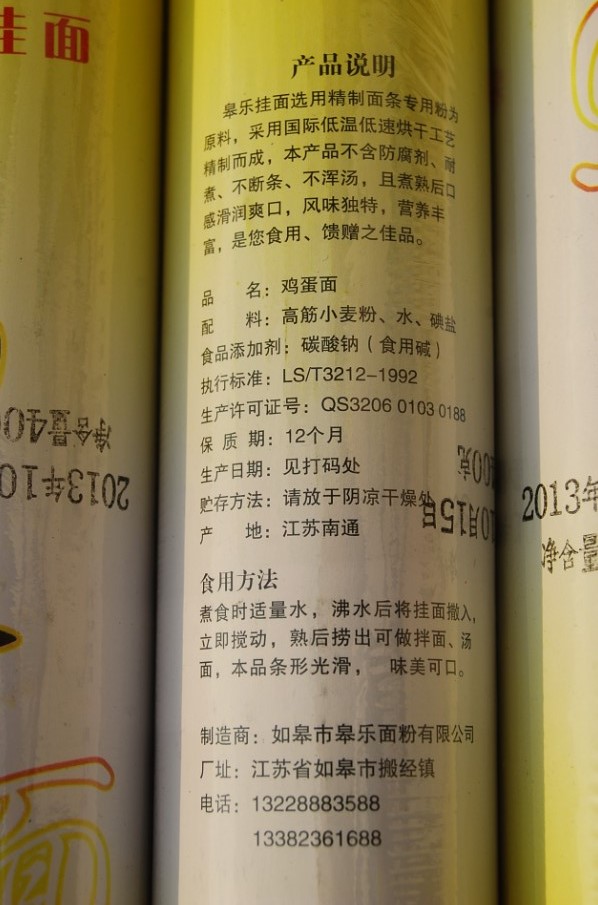 挂面
产品说明
皋乐挂面选用精制面条专用粉为
原料，采用国际低温低速烘干工艺
精制而成，本产品不含防腐剂、耐
煮、不断条、不浑汤，且煮熟后口
感滑润爽口，风味独特，营养丰
富，是您食用、馈赠之佳品。
品 名：鸡蛋面
配 料：高筋小麦粉、水、碘盐
食品添加剂：碳酸钠（食用碱）
执行标准：LS/T3212-1992
生产许可证号：QS3206 0103 0188
保 质 期：12个月
生产日期：见打码处
贮存方法：请放于阴凉干燥处
产 地：江苏南通
食用方法
煮食时适量水，沸水后将挂面撒入，
立即搅动，熟后捞出可做拌面、汤
面，本品条形光滑， 味美可口。
制造商：如皋市皋乐面粉有限公司
厂址：江苏省如皋市搬经镇
电话：13228883588
13382361688
净含量400
2013年10
00克
10月15日
2013年
净含量
面